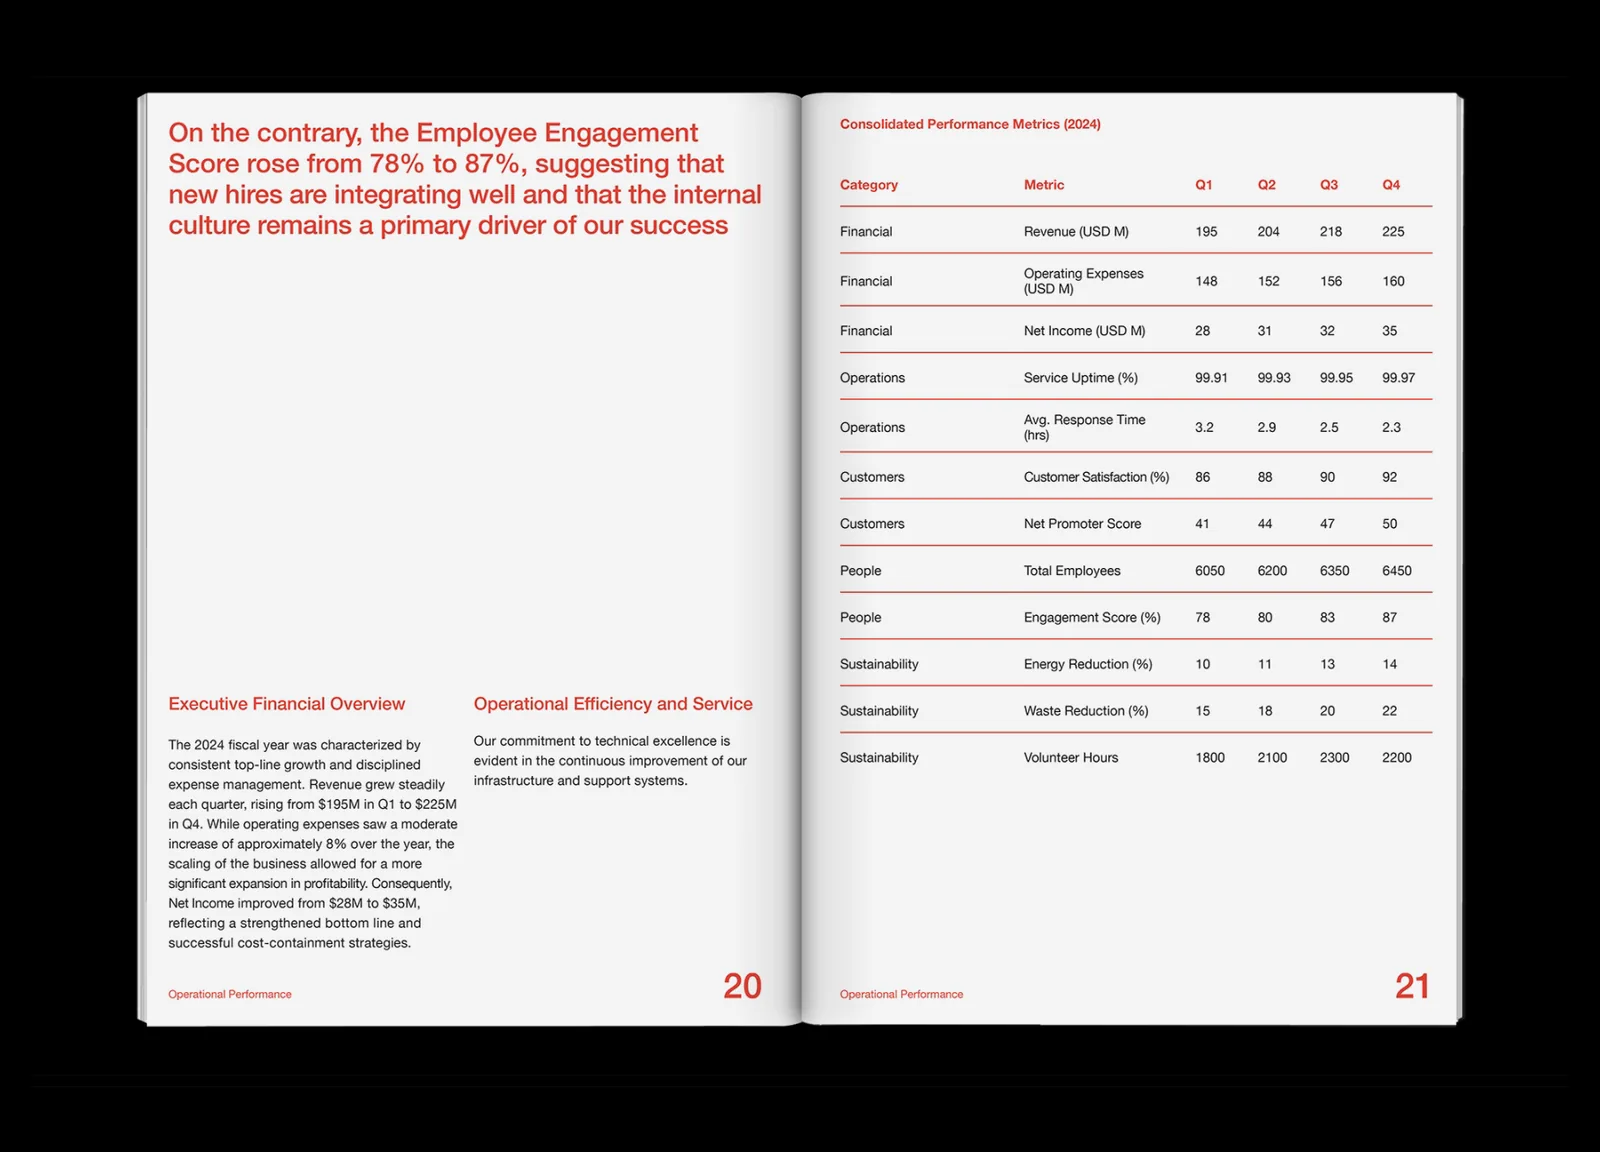 On the contrary, the Employee Engagement
Score rose from 78% to 87%, suggesting that
new hires are integrating well and that the internal
culture remains a primary driver of our success
Executive Financial Overview
The 2024 fiscal year was characterized by
consistent top-line growth and disciplined
expense management. Revenue grew steadily
each quarter, rising from $195M in Q1 to $225M
in Q4. While operating expenses saw a moderate
increase of approximately 8% over the year, the
scaling of the business allowed for a more
significant expansion in profitability. Consequently,
Net Income improved from $28M to $35M,
reflecting a strengthened bottom line and
successful cost-containment strategies.
Operational Efficiency and Service
Our commitment to technical excellence is
evident in the continuous improvement of our
infrastructure and support systems.
Operational Performance 20
Consolidated Performance Metrics (2024)
Category Metric Q1 Q2 Q3 Q4
Financial Revenue (USD M) 195 204 218 225
Financial Operating Expenses
(USD M) 148 152 156 160
Financial Net Income (USD M) 28 31 32 35
Operations Service Uptime (%) 99.91 99.93 99.95 99.97
Operations Avg. Response Time
(hrs) 3.2 2.9 2.5 2.3
Customers Customer Satisfaction (%) 86 88 90 92
Customers Net Promoter Score 41 44 47 50
People Total Employees 6050 6200 6350 6450
People Engagement Score (%) 78 80 83 87
Sustainability Energy Reduction (%) 10 11 13 14
Sustainability Waste Reduction (%) 15 18 20 22
Sustainability Volunteer Hours 1800 2100 2300 2200
Operational Performance 21